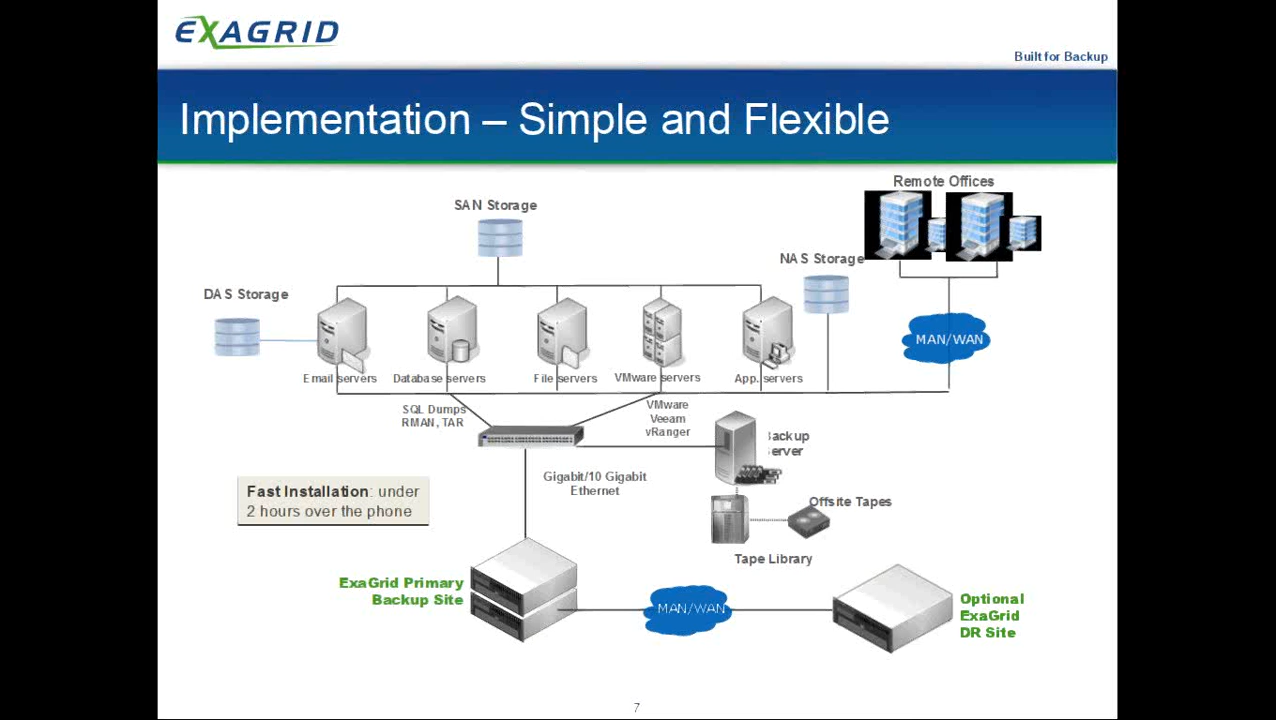 EXAGRID
Built for Backup
Implementation – Simple and Flexible
Remote Offices
SAN Storage
NAS Storage
DAS Storage
MAN/WAN
Email servers
Database servers
File servers
VMware servers
App. servers
SQL Dumps
RMAN, TAR
VMware
Veeam
vRanger
ackup
erver
Gigabit/10 Gigabit
Ethernet
Fast Installation: under
2 hours over the phone
Offsite Tapes
Tape Library
ExaGrid Primary
Backup Site
MAN/WAN
Optional
ExaGrid
DR Site
7